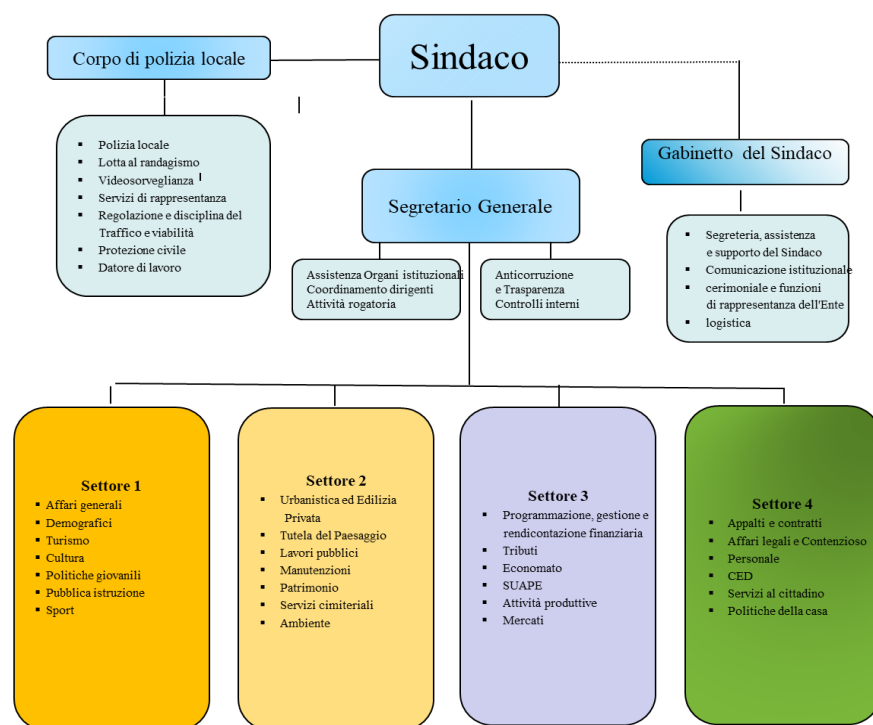 Corpo di polizia locale
Sindaco
▪ Polizia locale
▪ Lotta al randagismo
▪ Videosorveglianza
▪ Servizi di rappresentanza
▪ Regolazione e disciplina del
Traffico e viabilità
▪ Protezione civile
▪ Datore di lavoro
Gabinetto del Sindaco
▪ Segreteria, assistenza
e supporto del Sindaco
▪ Comunicazione istituzionale
▪ cerimoniale e funzioni
di rappresentanza dell'Ente
▪ logistica
Segretario Generale
Assistenza Organi istituzionali
Coordinamento dirigenti
Attività rogatoria
Anticorruzione
e Trasparenza
Controlli interni
Settore 1
▪ Affari generali
▪ Demografici
▪ Turismo
▪ Cultura
▪ Politiche giovanili
▪ Pubblica istruzione
▪ Sport
Settore 2
▪ Urbanistica ed Edilizia
Privata
▪ Tutela del Paesaggio
▪ Lavori pubblici
▪ Manutenzioni
▪ Patrimonio
▪ Servizi cimiteriali
▪ Ambiente
Settore 3
▪ Programmazione, gestione e
rendicontazione finanziaria
▪ Tributi
▪ Economato
▪ SUAPE
▪ Attività produttive
▪ Mercati
Settore 4
▪ Appalti e contratti
▪ Affari legali e Contenzioso
▪ Personale
▪ CED
▪ Servizi al cittadino
▪ Politiche della casa